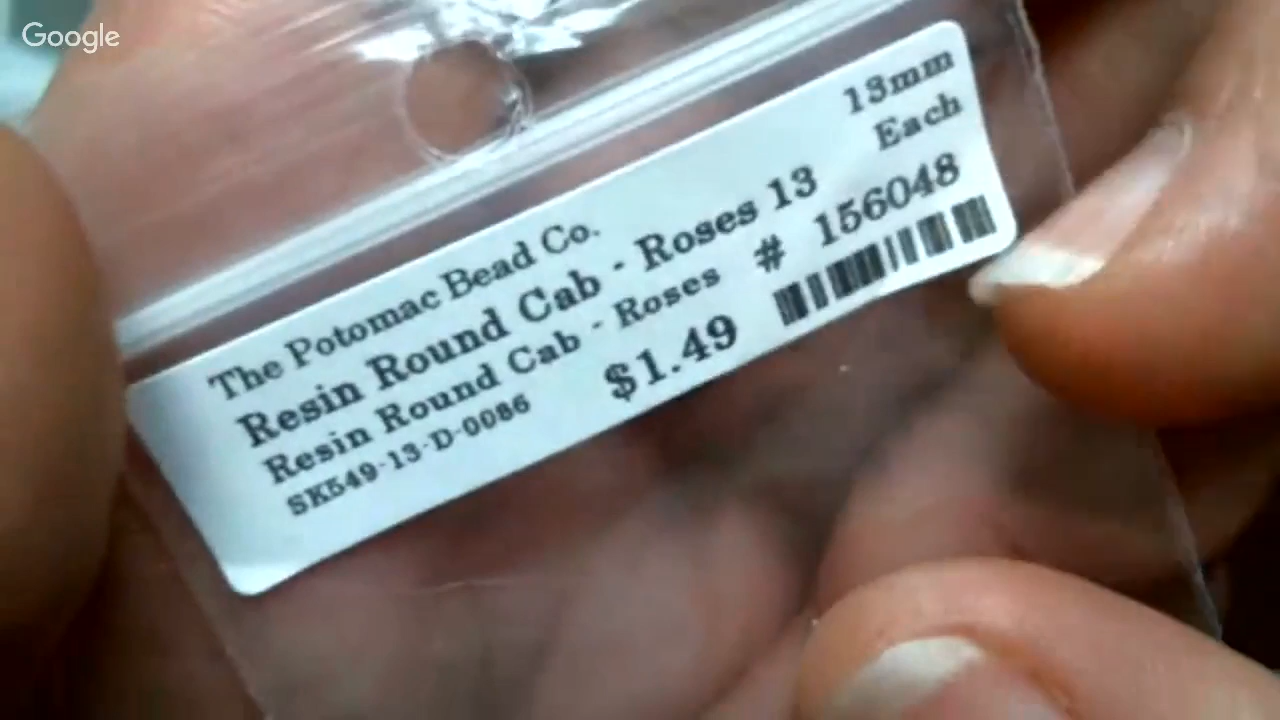 Google
The Potomac Bead Co.
13mm
Resin Round Cab - Roses 13
Each
Resin Round Cab - Roses
# 156048
SK549-13-D-0086
$1.49